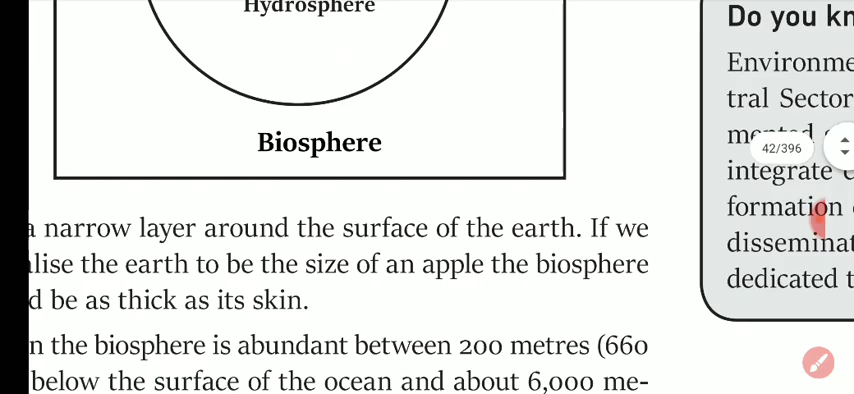 Hydrosphere
Biosphere
a narrow layer around the surface of the earth. If we
alise the earth to be the size of an apple the biosphere
d be as thick as its skin.
n the biosphere is abundant between 200 metres (660
below the surface of the ocean and about 6,000 me-
Do you kn
Environme
tral Sector
42/396
integrate
formation
disseminat
dedicated t